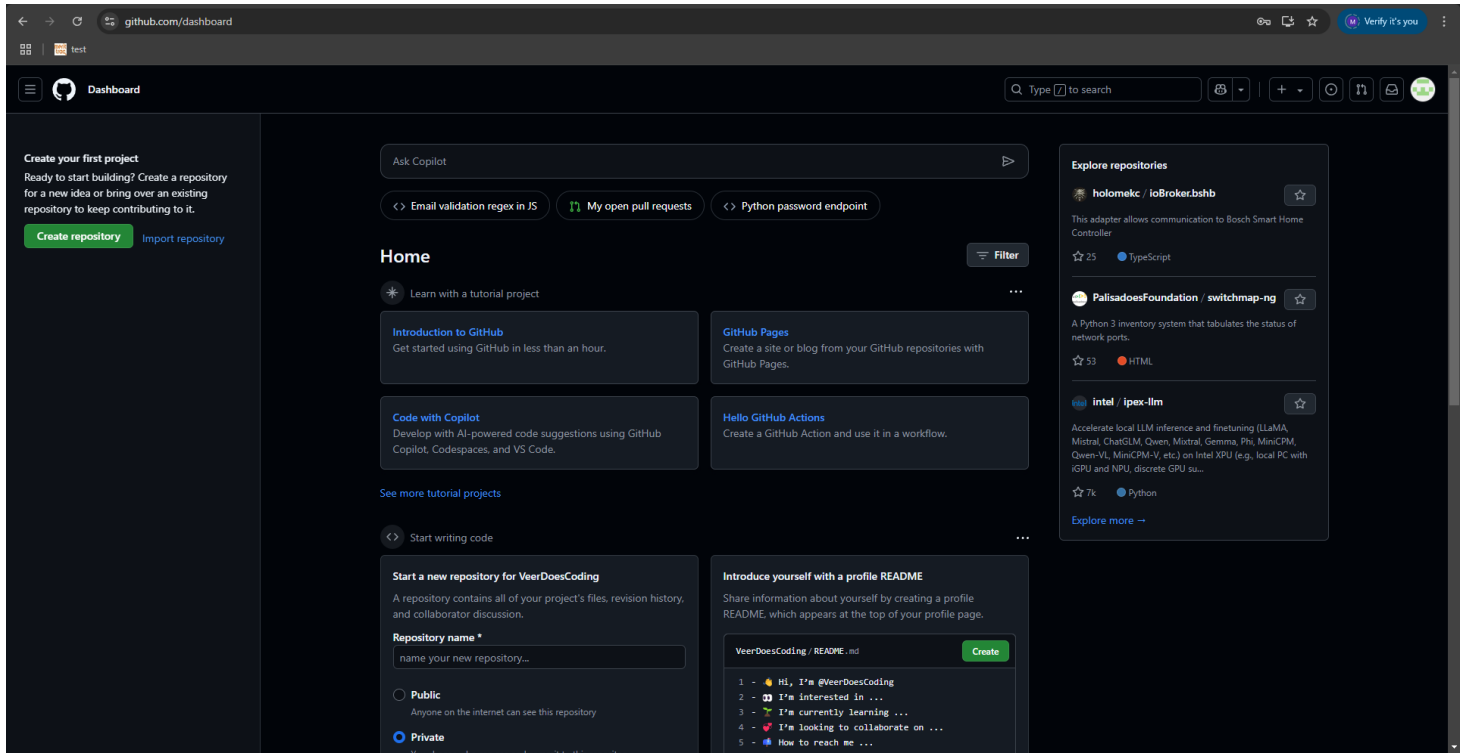 github.com/dashboard
M Verify it's you
test
Dashboard
Type / to search
Create your first project
Ready to start building? Create a repository
for a new idea or bring over an existing
repository to keep contributing to it.
Create repository
Import repository
Ask Copilot
Email validation regex in JS
My open pull requests
Python password endpoint
Home
Filter
Learn with a tutorial project
Introduction to GitHub
Get started using GitHub in less than an hour.
GitHub Pages
Create a site or blog from your GitHub repositories with
GitHub Pages.
Code with Copilot
Develop with AI-powered code suggestions using GitHub
Copilot, Codespaces, and VS Code.
Hello GitHub Actions
Create a GitHub Action and use it in a workflow.
See more tutorial projects
Start writing code
Start a new repository for VeerDoesCoding
A repository contains all of your project's files, revision history,
and collaborator discussion.
Repository name *
name your new repository...
Public
Anyone on the internet can see this repository
Private
Introduce yourself with a profile README
Share information about yourself by creating a profile
README, which appears at the top of your profile page.
VeerDoesCoding / README.md
Create
1 - 👋 Hi, I'm @VeerDoesCoding
2 - 👀 I'm interested in ...
3 - 🌱 I'm currently learning ...
4 - 💞️ I'm looking to collaborate on ...
5 - 📫 How to reach me ...
Explore repositories
holomekc / ioBroker.bshb
This adapter allows communication to Bosch Smart Home
Controller
25 TypeScript
PalisadoesFoundation / switchmap-ng
A Python 3 inventory system that tabulates the status of
network ports.
53 HTML
intel / ipex-llm
Accelerate local LLM inference and finetuning (LLaMA,
Mistral, ChatGLM, Qwen, Mixtral, Gemma, Phi, MiniCPM,
Qwen-VL, MiniCPM-V, etc.) on Intel XPU (e.g., local PC with
iGPU and NPU, discrete GPU su...
7k Python
Explore more →